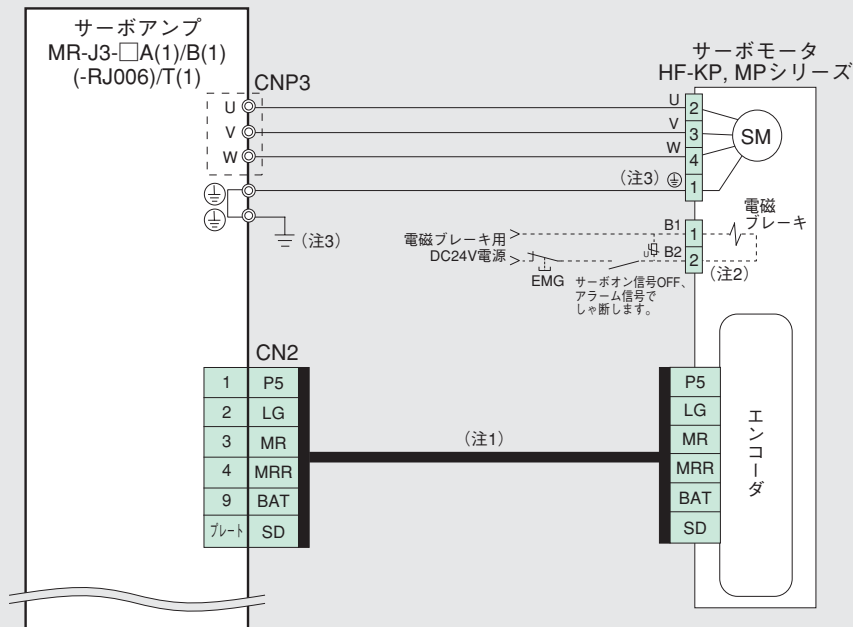 サーボアンプ
MR-J3-□A(1)/B(1)
(-RJ006)/T(1)
CNP3
U
V
W
(注3)
サーボモータ
HF-KP, MPシリーズ
U
2
V
3
W
4
(注3)
1
SM
電磁ブレーキ用
DC24V電源
EMG
サーボオン信号OFF、
アラーム信号で
しゃ断します。
U
B1
1
B2
2
電磁
ブレーキ
(注2)
CN2
1 P5
2 LG
3 MR
4 MRR
9 BAT
プレート SD
(注1)
P5
LG
MR
MRR
BAT
SD
エンコーダ